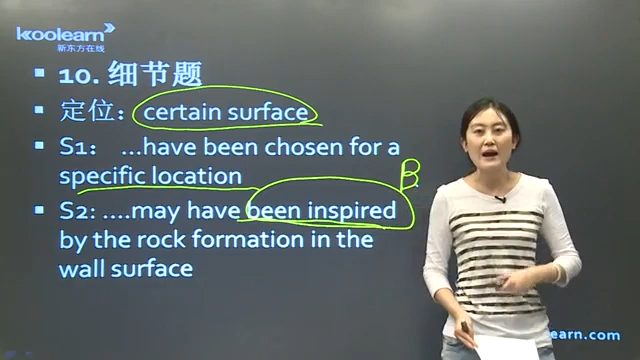 koolearn
新东方在线
10. 细节题
定位：certain surface
S1： ...have been chosen for a
specific location
B
S2: ....may have been inspired
by the rock formation in the
wall surface
learn.com